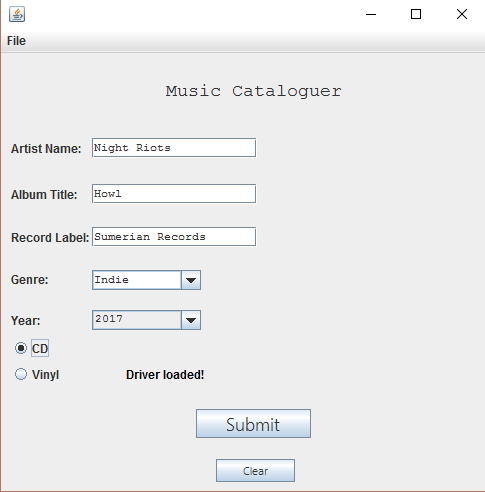 File
Music Cataloguer
Artist Name: Night Riots
Album Title: Howl
Record Label: Sumerian Records
Genre: Indie
Year: 2017
CD
Vinyl Driver loaded!
Submit
Clear